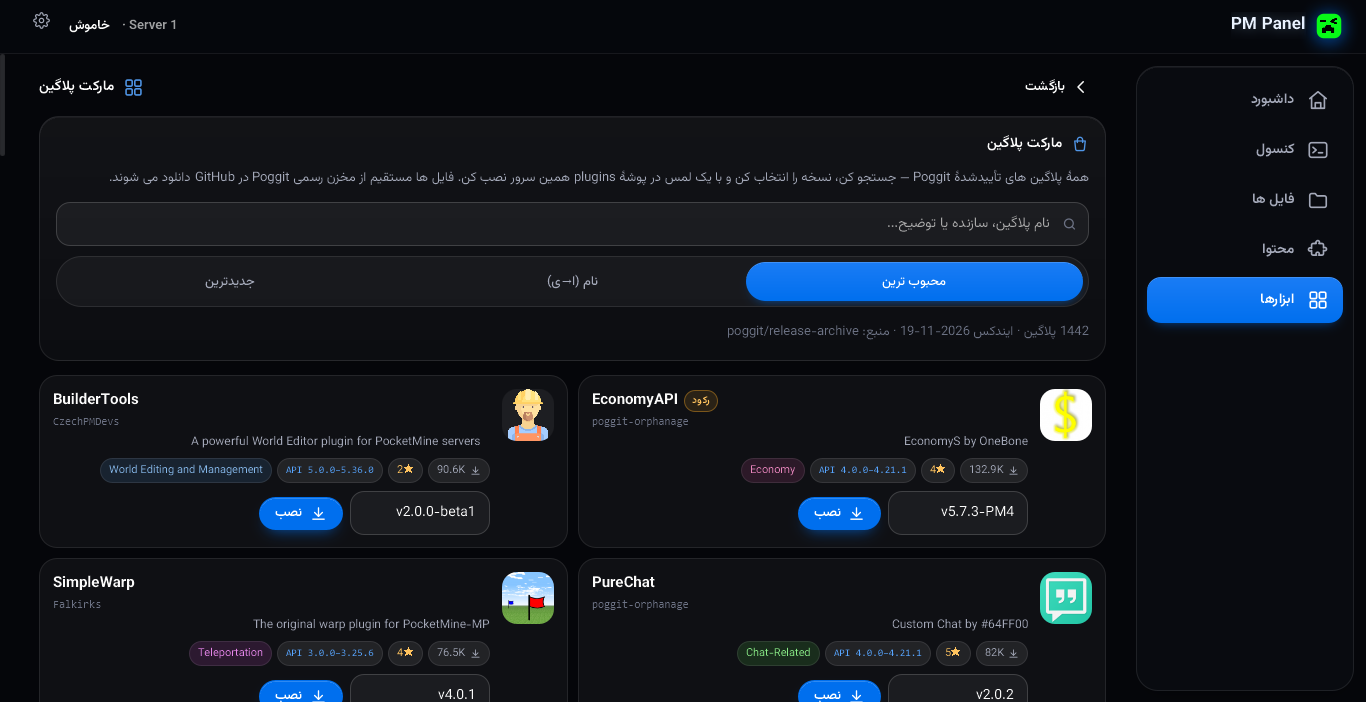 PM Panel
خاموش · Server 1
داشبورد
کنسول
فایل ها
محتوا
ابزارها
بازگشت
مارکت پلاگین
مارکت پلاگین
همهٔ پلاگین های تأییدشدهٔ Poggit — جستجو کن، نسخه را انتخاب کن و با یک لمس در پوشهٔ plugins همین سرور نصب کن. فایل ها مستقیم از مخزن رسمی Poggit در GitHub دانلود می شوند.
نام پلاگین، سازنده یا توضیح...
محبوب ترین
نام (ا→ی)
جدیدترین
1442 پلاگین · ایندکس 2026-11-19 · منبع: poggit/release-archive
EconomyAPI رکود
poggit-orphanage
EconomyS by OneBone
132.9K 4★ API 4.0.0–4.21.1 Economy
v5.7.3-PM4 نصب
BuilderTools
CzechPMDevs
A powerful World Editor plugin for PocketMine servers
90.6K 2★ API 5.0.0–5.36.0 World Editing and Management
v2.0.0-beta1 نصب
PureChat
poggit-orphanage
Custom Chat by #64FF00
82K 5★ API 4.0.0–4.21.1 Chat-Related
v2.0.2 نصب
SimpleWarp
Falkirks
The original warp plugin for PocketMine-MP
76.5K 4★ API 3.0.0–3.25.6 Teleportation
v4.0.1 نصب